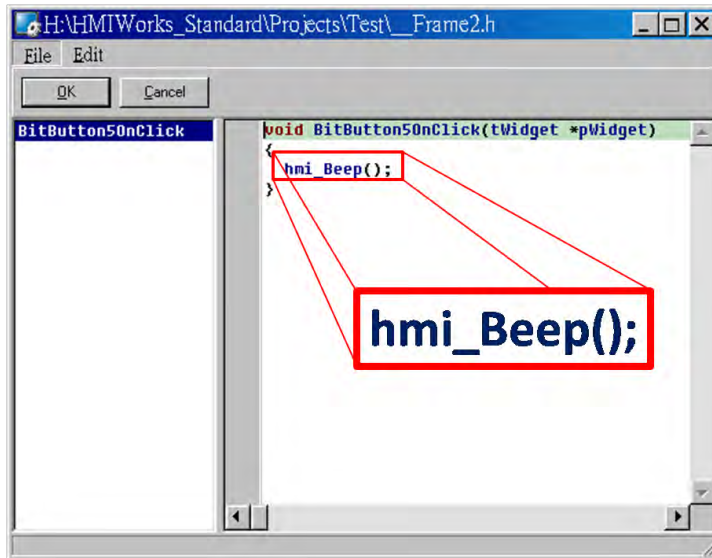 H:\HMIWorks_Standard\Projects\Test\__Frame2.h
File Edit
OK Cancel
BitButton5OnClick
void BitButton5OnClick(tWidget *pWidget)
{
hmi_Beep();
}
hmi_Beep();